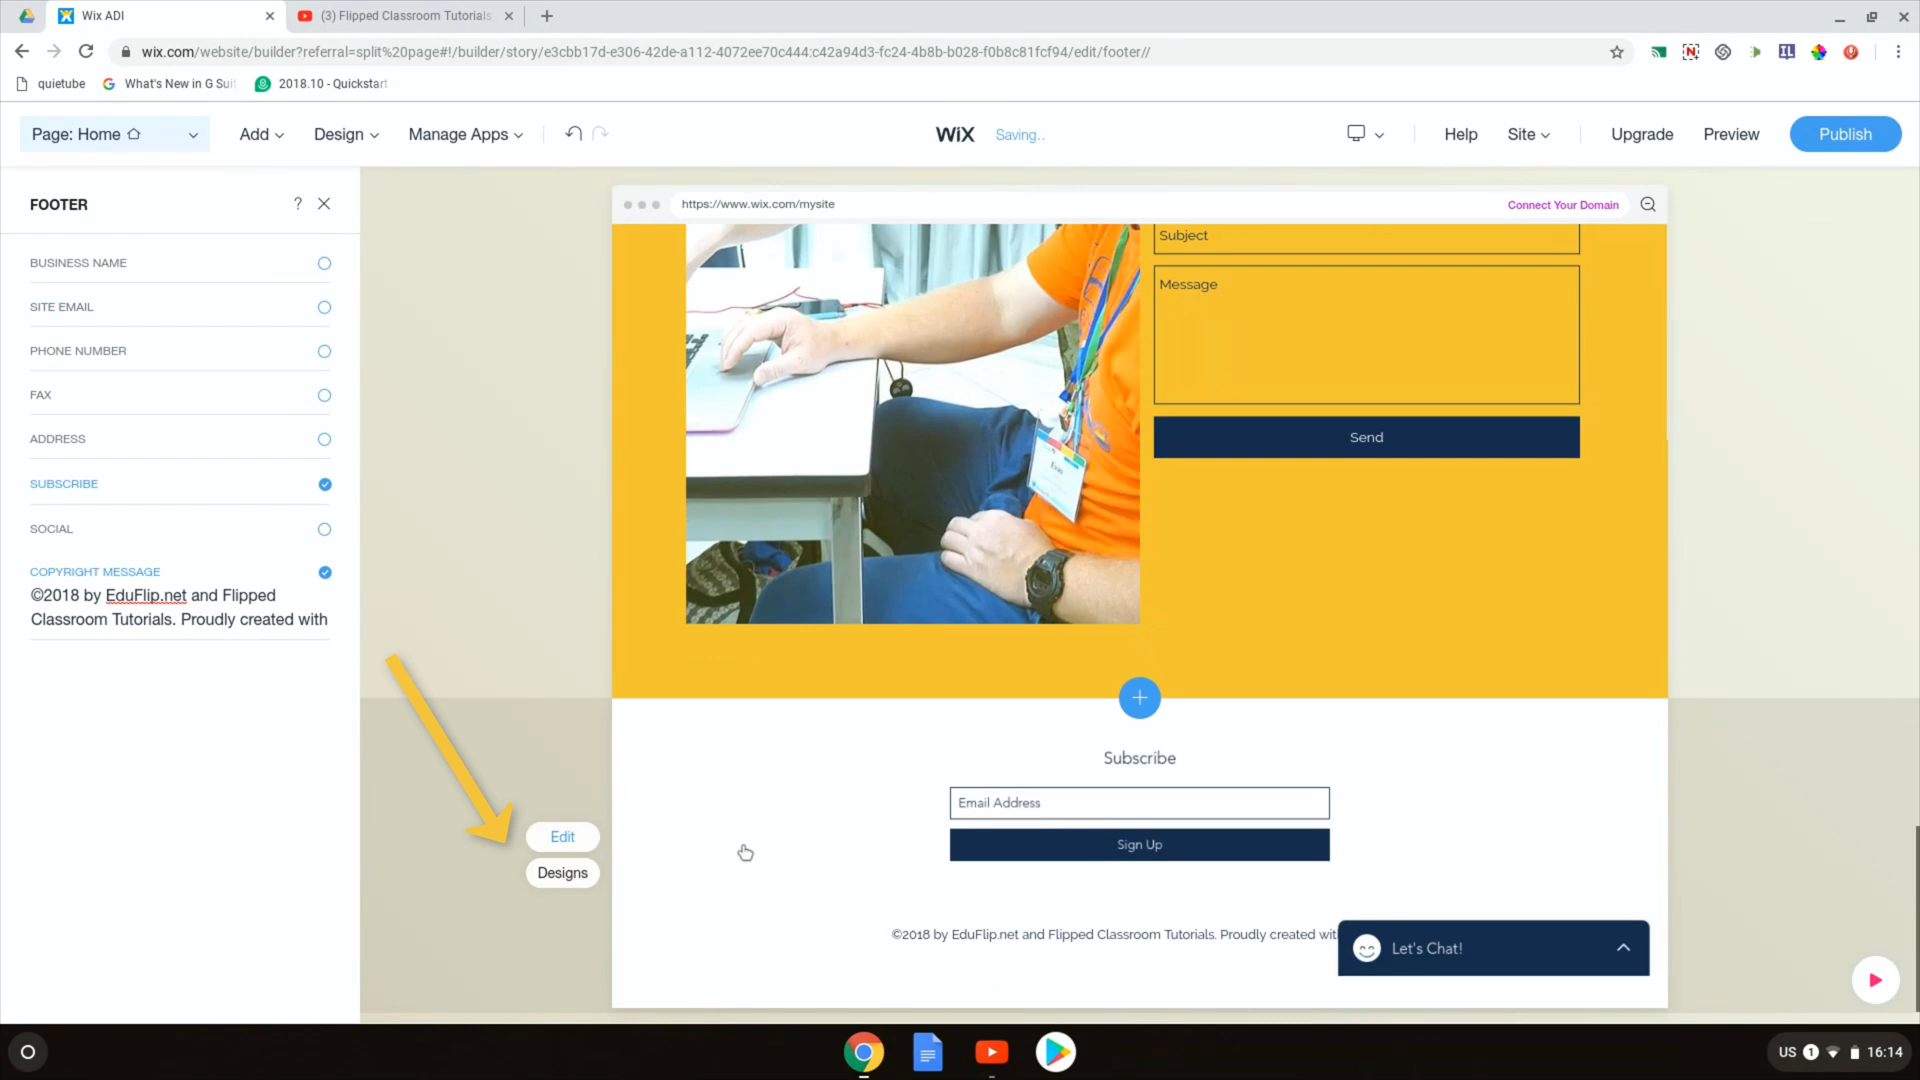 Wix ADI
(3) Flipped Classroom Tutorials
wix.com/website/builder?referral=split%20page#!/builder/story/e3cbb17d-e306-42de-a112-4072ee70c444:c42a94d3-fc24-4b8b-b028-f0b8c81fcf94/edit/footer//
quietube
What's New in G Suit
2018.10 - Quickstart
Page: Home
Add
Design
Manage Apps
WiX
Saving..
Help
Site
Upgrade
Preview
Publish
FOOTER
?
BUSINESS NAME
SITE EMAIL
PHONE NUMBER
FAX
ADDRESS
SUBSCRIBE
SOCIAL
COPYRIGHT MESSAGE
©2018 by EduFlip.net and Flipped
Classroom Tutorials. Proudly created with
https://www.wix.com/mysite
Connect Your Domain
Subject
Message
Send
Edit
Designs
Subscribe
Email Address
Sign Up
©2018 by EduFlip.net and Flipped Classroom Tutorials. Proudly created wit
Let's Chat!
US
1
16:14